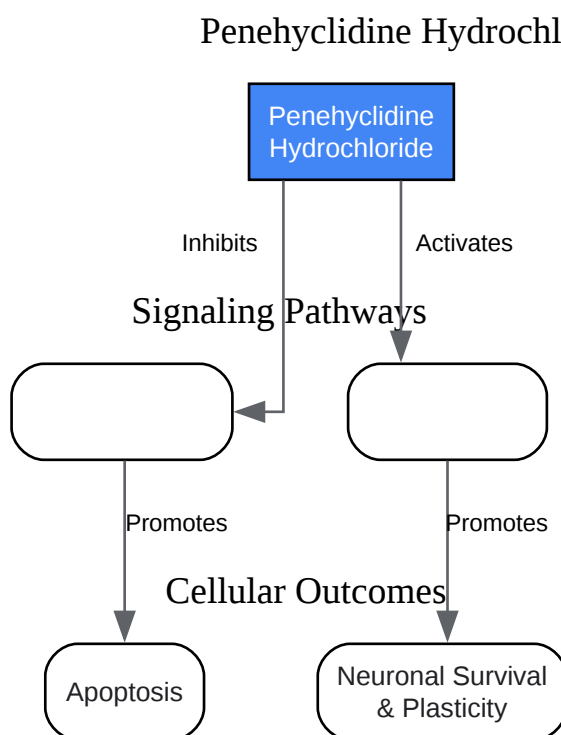 Penehyclidine Hydrochl
Penehyclidine
Hydrochloride
Inhibits
Activates
Signaling Pathways
Promotes
Promotes
Cellular Outcomes
Apoptosis
Neuronal Survival
& Plasticity